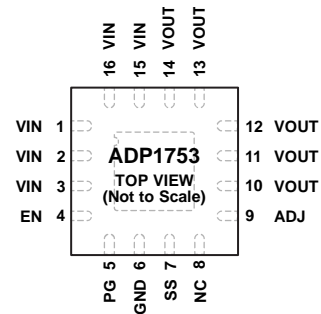 16 VIN
15 VIN
14 VOUT
13 VOUT
VIN 1
VIN 2
VIN 3
EN 4
ADP1753
TOP VIEW
(Not to Scale)
12 VOUT
11 VOUT
10 VOUT
9 ADJ
PG 5
GND 6
SS 7
NC 8